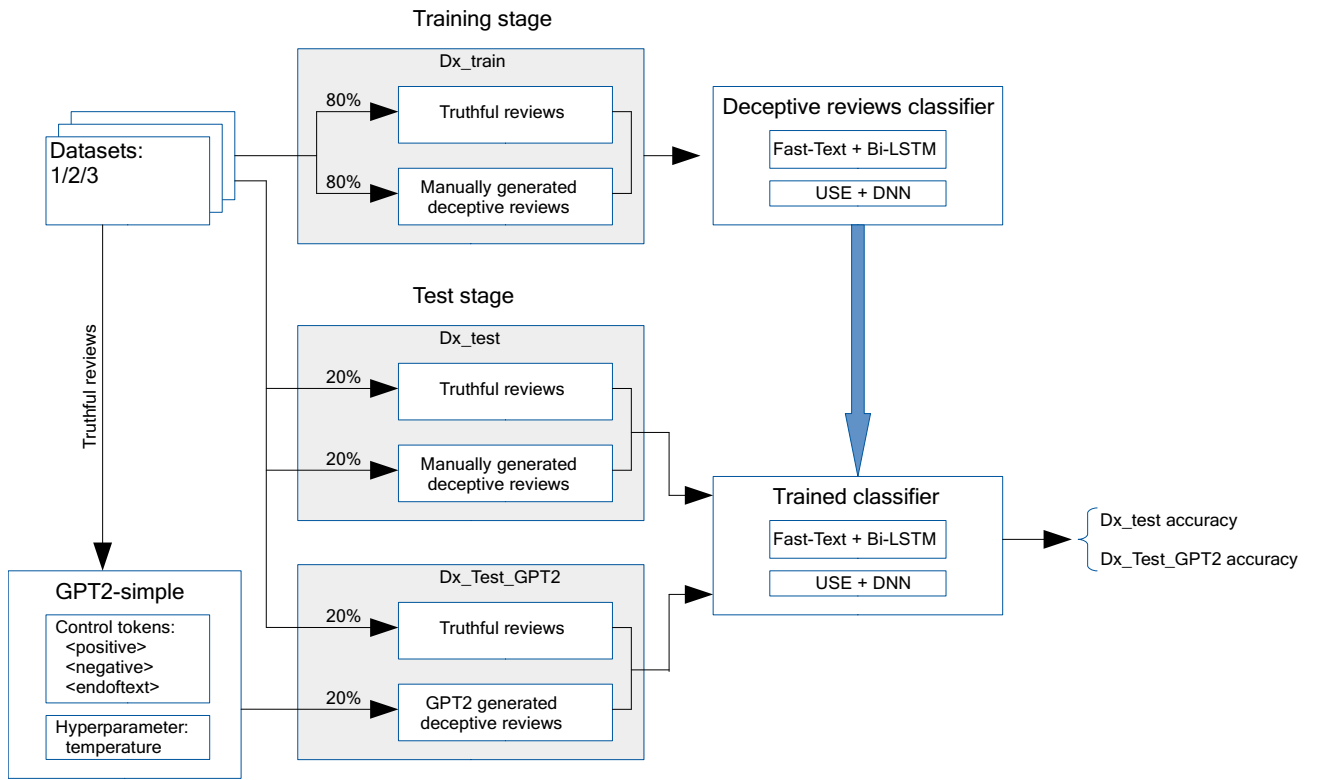 Training stage
Dx_train
80%
Truthful reviews
80%
Manually generated
deceptive reviews
Deceptive reviews classifier
Fast-Text + Bi-LSTM
USE + DNN
Datasets:
1/2/3
Truthful reviews
Test stage
Dx_test
20%
Truthful reviews
20%
Manually generated
deceptive reviews
Trained classifier
Fast-Text + Bi-LSTM
USE + DNN
Dx_test accuracy
Dx_Test_GPT2 accuracy
GPT2-simple
Control tokens:
<positive>
<negative>
<endoftext>
Hyperparameter:
temperature
Dx_Test_GPT2
20%
Truthful reviews
20%
GPT2 generated
deceptive reviews